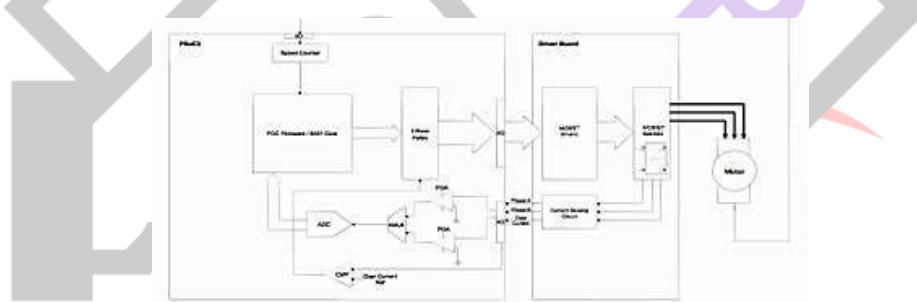 I/O
PSoC3
Driver Board
Speed Counter
FOC Firmware / 8051 Core
3 Phase
PWMs
I/O
MOSFET
Drivers
MOSFET
Switches
Motor
PGA
PGA
MUX
ADC
I/O
Phase A
Phase B
Over
Current
Current Sensing
Circuit
CMP
Over Current
Ref